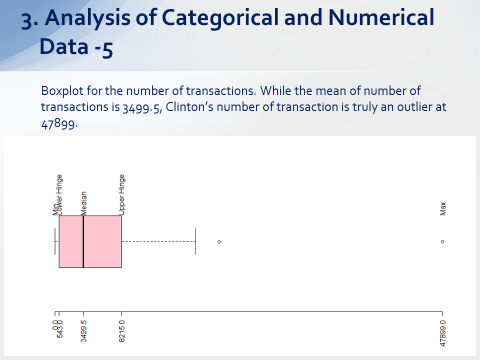 3. Analysis of Categorical and Numerical
Data -5
Boxplot for the number of transactions. While the mean of number of
transactions is 3499.5, Clinton's number of transaction is truly an outlier at
47899.
Min
Lower Hinge
Median
Upper Hinge
Max
0.0
543.0
3499.5
8215.0
47899.0